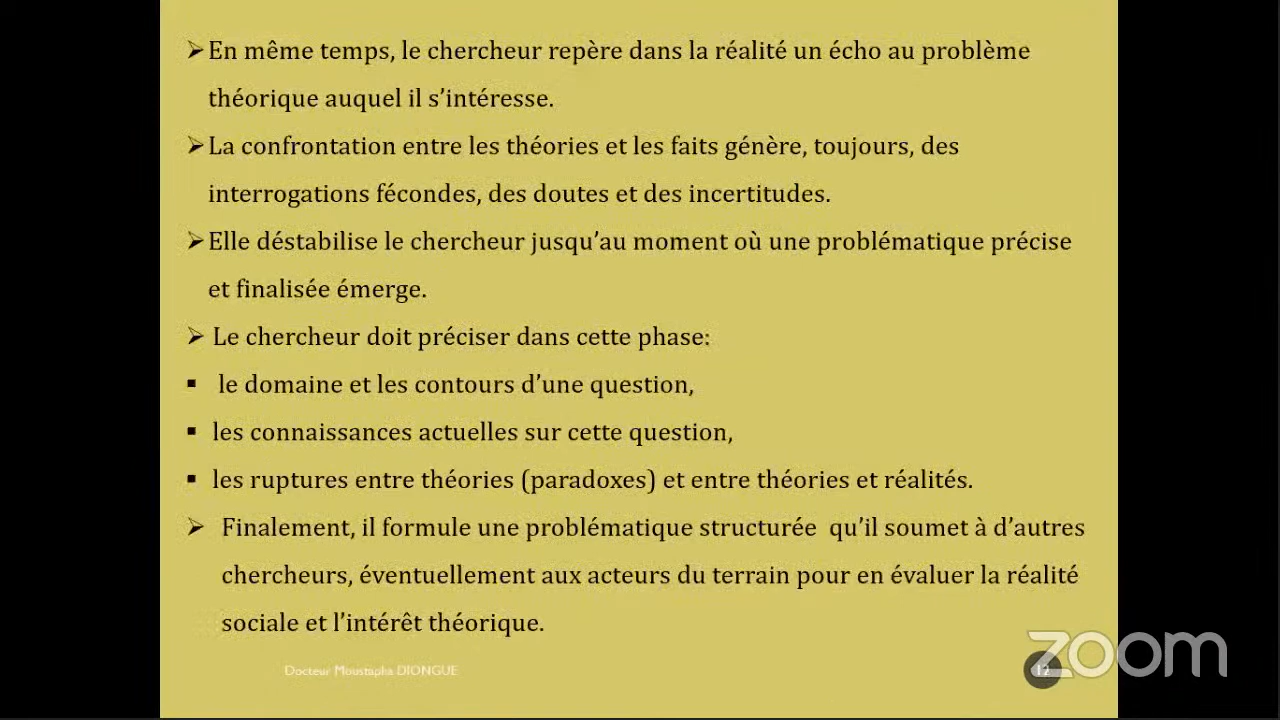 ➢En même temps, le chercheur repère dans la réalité un écho au problème
théorique auquel il s’intéresse.
➢La confrontation entre les théories et les faits génère, toujours, des
interrogations fécondes, des doutes et des incertitudes.
➢Elle déstabilise le chercheur jusqu’au moment où une problématique précise
et finalisée émerge.
➢ Le chercheur doit préciser dans cette phase:
▪ le domaine et les contours d’une question,
▪ les connaissances actuelles sur cette question,
▪ les ruptures entre théories (paradoxes) et entre théories et réalités.
➢ Finalement, il formule une problématique structurée qu’il soumet à d’autres
chercheurs, éventuellement aux acteurs du terrain pour en évaluer la réalité
sociale et l’intérêt théorique.
Docteur Moustapha DIONGUE
zoom